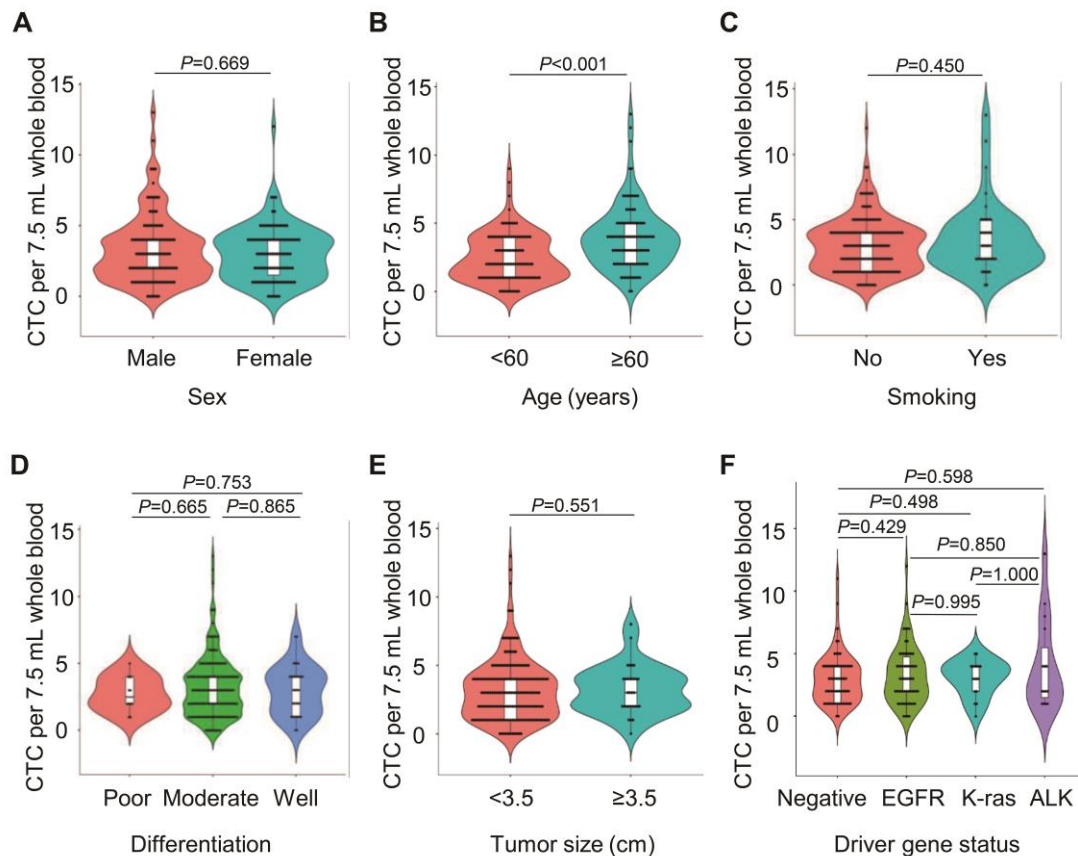 A
CTC per 7.5 mL whole blood
15
10
5
0
P=0.669
Male Female
Sex
B
CTC per 7.5 mL whole blood
15
10
5
0
P<0.001
<60 ≥60
Age (years)
C
CTC per 7.5 mL whole blood
15
10
5
0
P=0.450
No Yes
Smoking
D
CTC per 7.5 mL whole blood
15
10
5
0
P=0.753
P=0.665 P=0.865
Poor Moderate Well
Differentiation
E
CTC per 7.5 mL whole blood
15
10
5
0
P=0.551
<3.5 ≥3.5
Tumor size (cm)
F
CTC per 7.5 mL whole blood
15
10
5
0
P=0.598
P=0.498
P=0.429
P=0.850
P=1.000
P=0.995
Negative EGFR K-ras ALK
Driver gene status